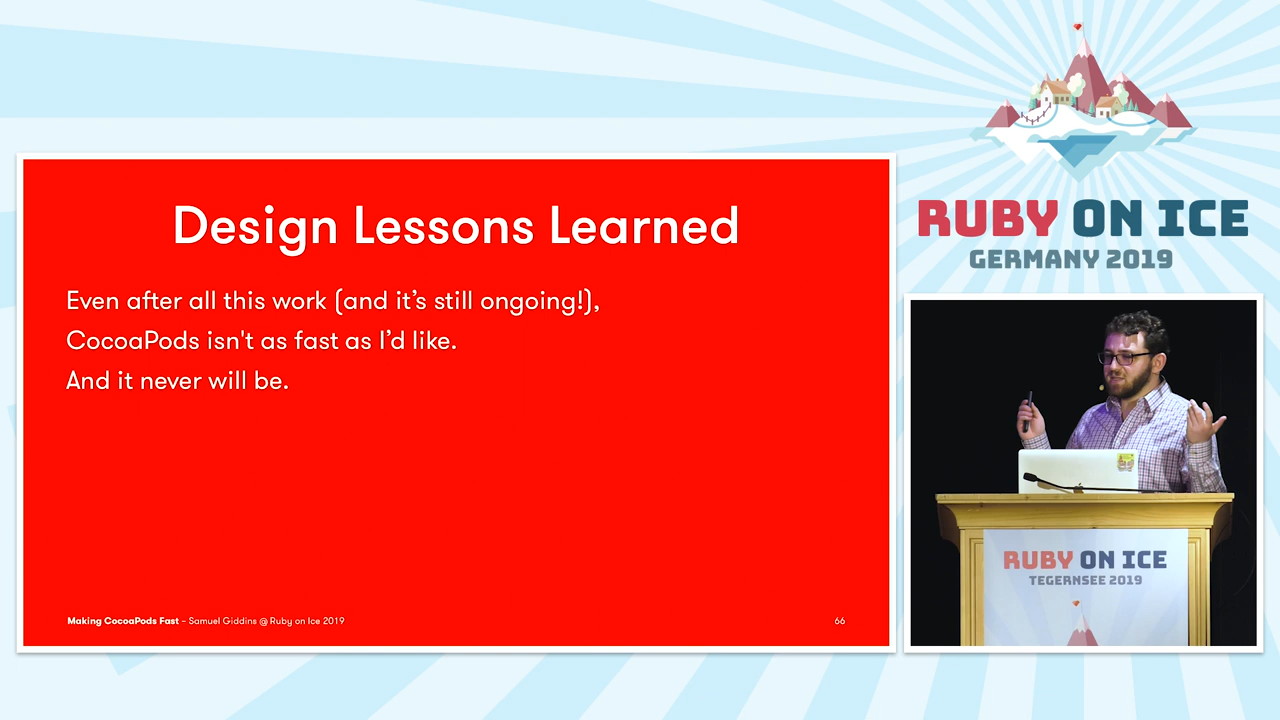 Design Lessons Learned
Even after all this work (and it’s still ongoing!),
CocoaPods isn't as fast as I’d like.
And it never will be.
Making CocoaPods Fast – Samuel Giddins @ Ruby on Ice 2019
66
RUBY ON ICE
GERMANY 2019
RUBY ON ICE
TEGERNSEE 2019